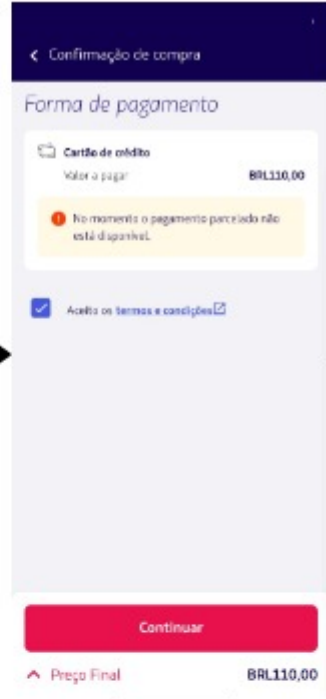 Confirmação de compra
Forma de pagamento
Cartão de crédito
Valor a pagar BRL110,00
No momento o pagamento parcelado não
está disponível.
Aceito os termos e condições
Continuar
Preço Final BRL110,00